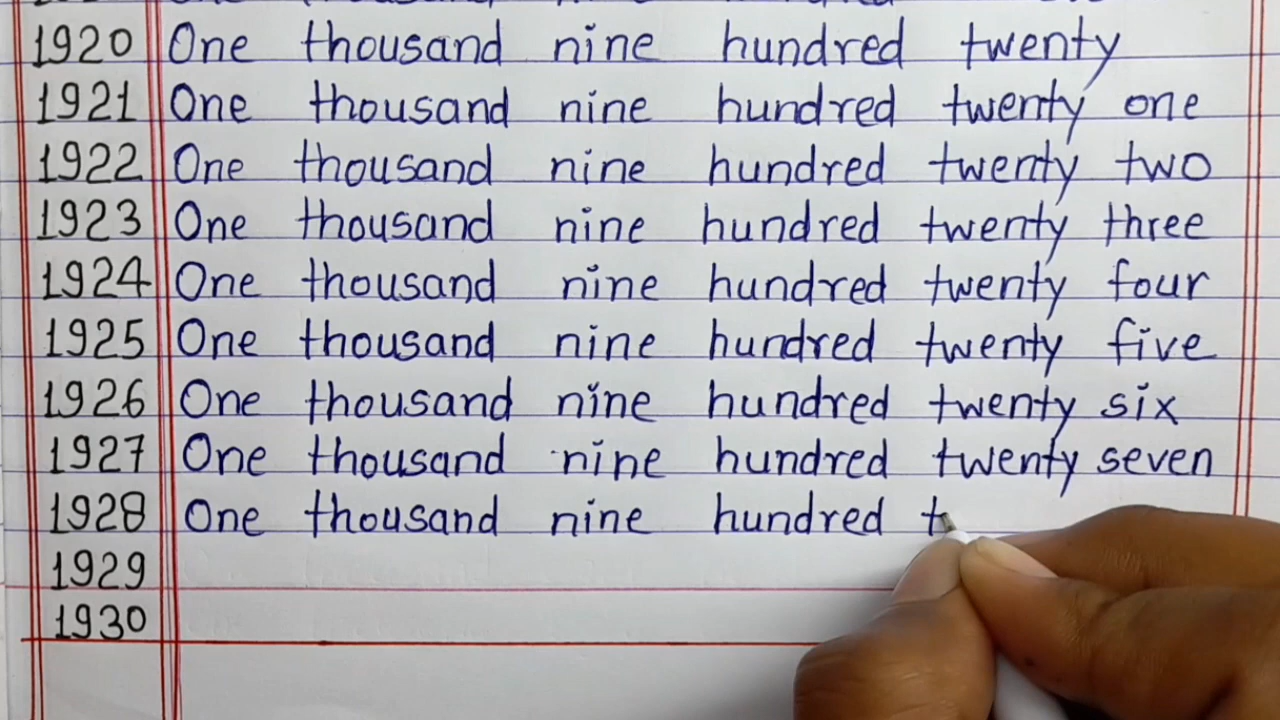 1920 One thousand nine hundred twenty
1921 One thousand nine hundred twenty one
1922 One thousand nine hundred twenty two
1923 One thousand nine hundred twenty three
1924 One thousand nine hundred twenty four
1925 One thousand nine hundred twenty five
1926 One thousand nine hundred twenty six
1927 One thousand nine hundred twenty seven
1928 One thousand nine hundred t
1929
1930